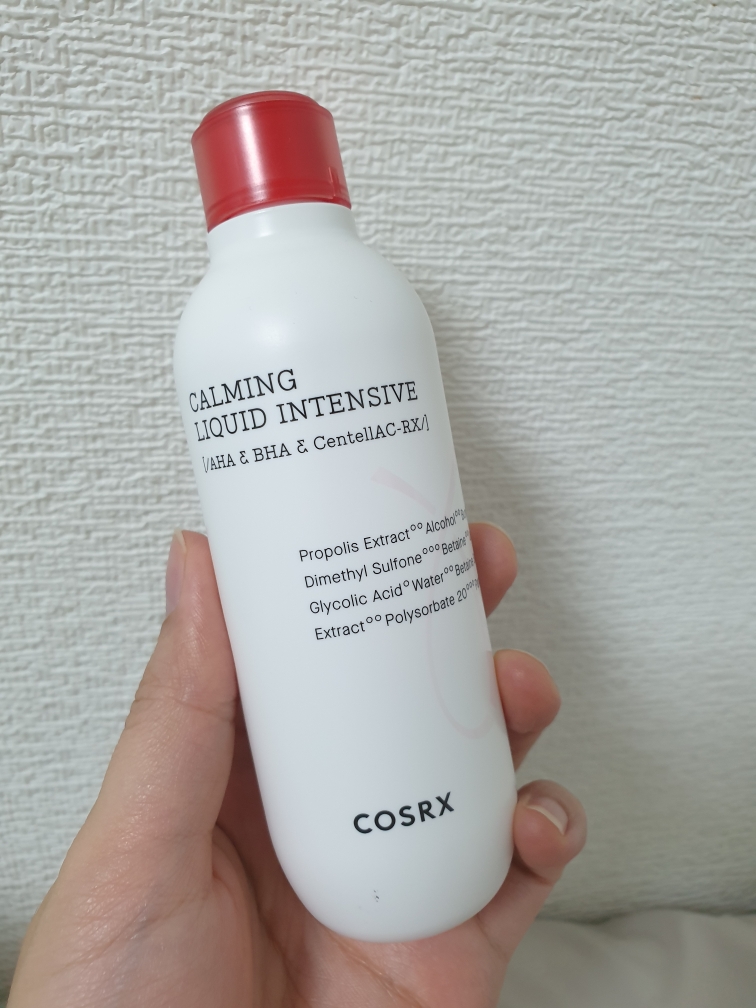 CALMING
LIQUID INTENSIVE
[/AHA & BHA & CentellAC-RX/]
Propolis Extract°° Alcohol°°
Dimethyl Sulfone°°° Betaine
Glycolic Acid° Water°°
Extract°° Polysorbate 20°°°
COSRX